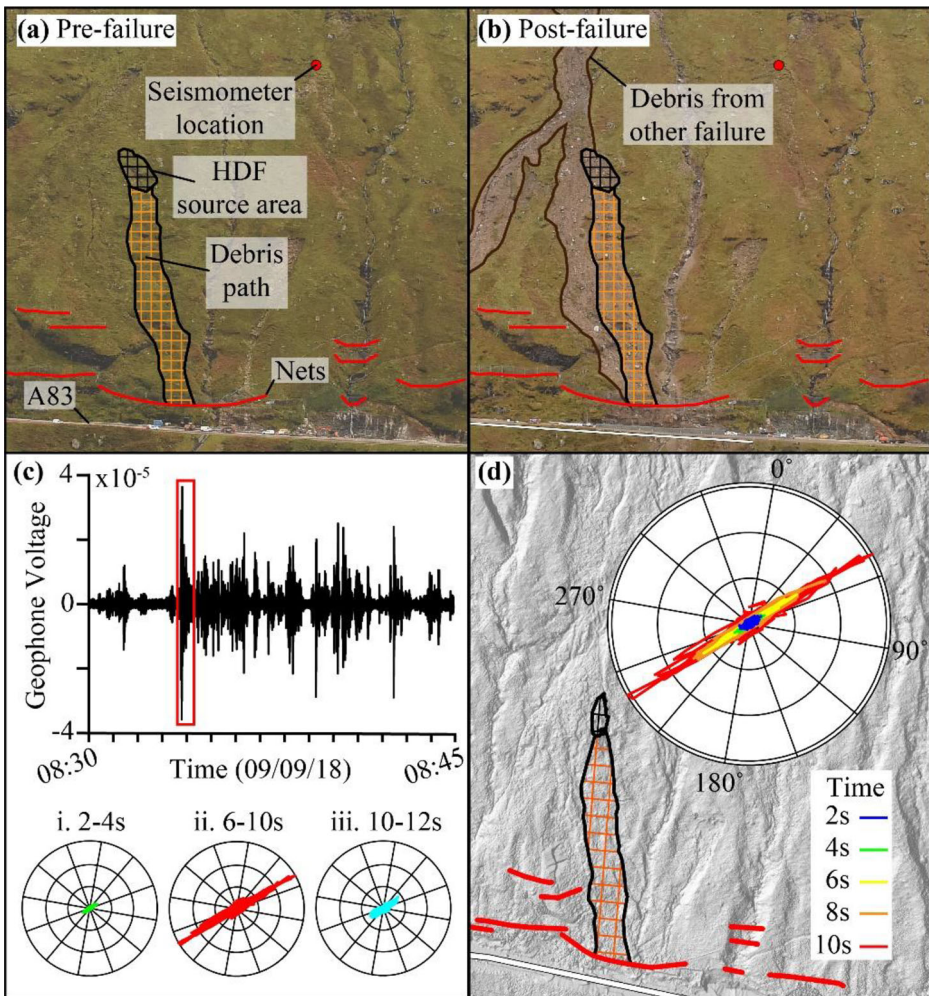 (a) Pre-failure
Seismometer
location
HDF
source area
Debris
path
Nets
A83
(b) Post-failure
Debris from
other failure
(c)
x10⁻⁵
4
0
-4
Geophone Voltage
08:30
Time (09/09/18)
08:45
i. 2-4s
ii. 6-10s
iii. 10-12s
(d)
0°
270°
90°
180°
Time
2s
4s
6s
8s
10s